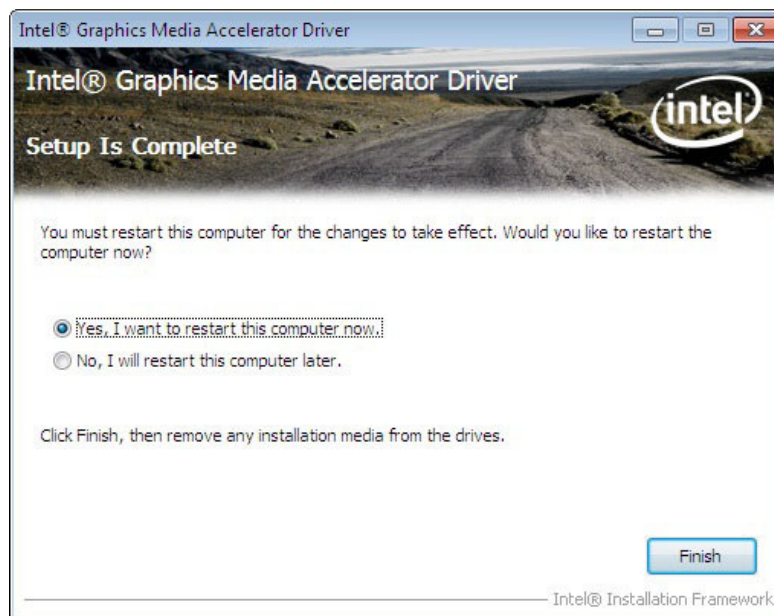 Intel® Graphics Media Accelerator Driver
Intel® Graphics Media Accelerator Driver
intel
Setup Is Complete
You must restart this computer for the changes to take effect. Would you like to restart the
computer now?
Yes, I want to restart this computer now.
No, I will restart this computer later.
Click Finish, then remove any installation media from the drives.
Finish
Intel® Installation Framework